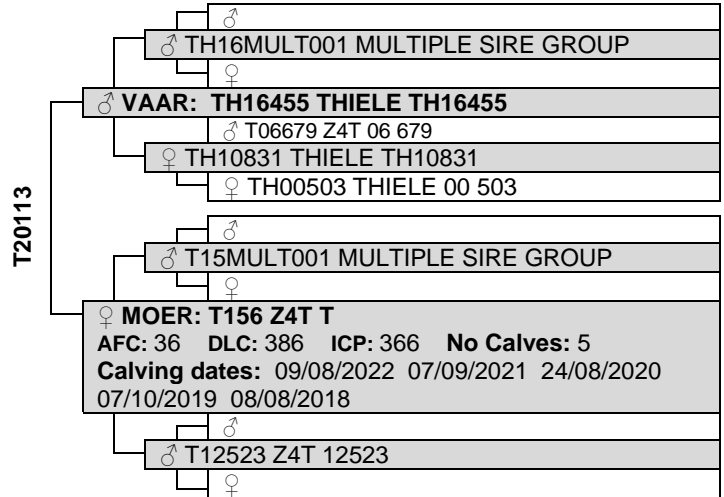 ♂
♂ TH16MULT001 MULTIPLE SIRE GROUP
♀
♂ VAAR: TH16455 THIELE TH16455
♂ T06679 Z4T 06 679
♀ TH10831 THIELE TH10831
♀ TH00503 THIELE 00 503
T20113
♂
♂ T15MULT001 MULTIPLE SIRE GROUP
♀
♀ MOER: T156 Z4T T
AFC: 36 DLC: 386 ICP: 366 No Calves: 5
Calving dates: 09/08/2022 07/09/2021 24/08/2020
07/10/2019 08/08/2018
♂
♂ T12523 Z4T 12523
♀